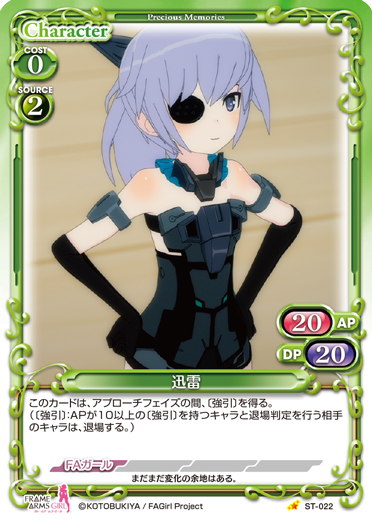 Precious Memories
Character
COST
0
SOURCE
2
20 AP
DP 20
迅雷
このカードは、アプローチフェイズの間、〔強引〕を得る。
(〔強引〕:APが10以上の〔強引〕を持つキャラと退場判定を行う相手
のキャラは、退場する。)
FAガール
まだまだ変化の余地はある。
FRAME
ARMS GIRL
©KOTOBUKIYA / FAGirl Project
ST-022